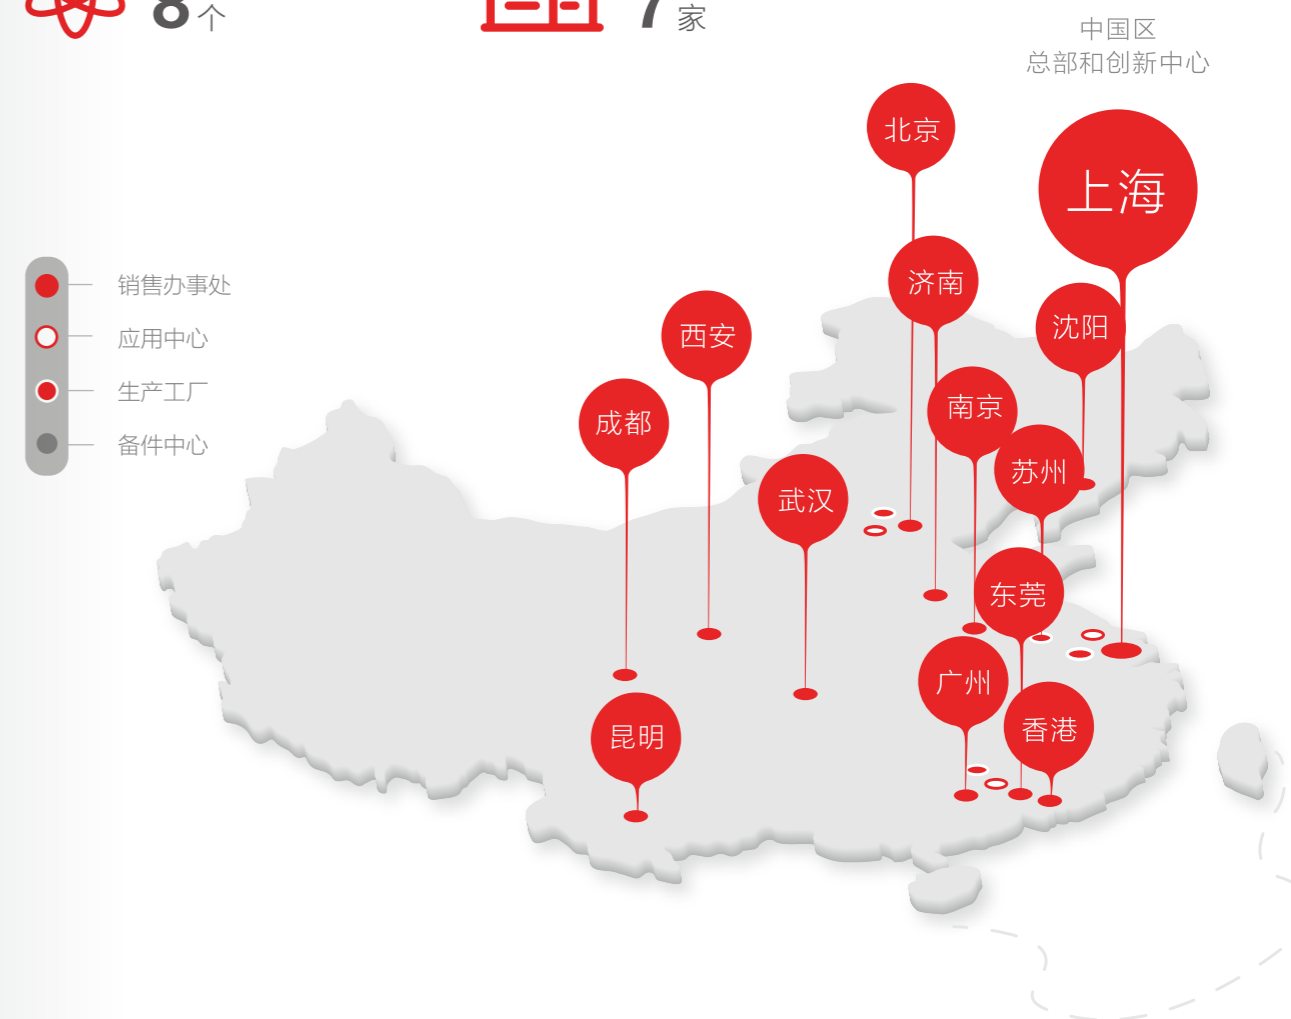 8个
7家
中国区
总部和创新中心
北京
上海
济南
沈阳
西安
南京
成都
苏州
武汉
东莞
广州
香港
昆明
销售办事处
应用中心
生产工厂
备件中心